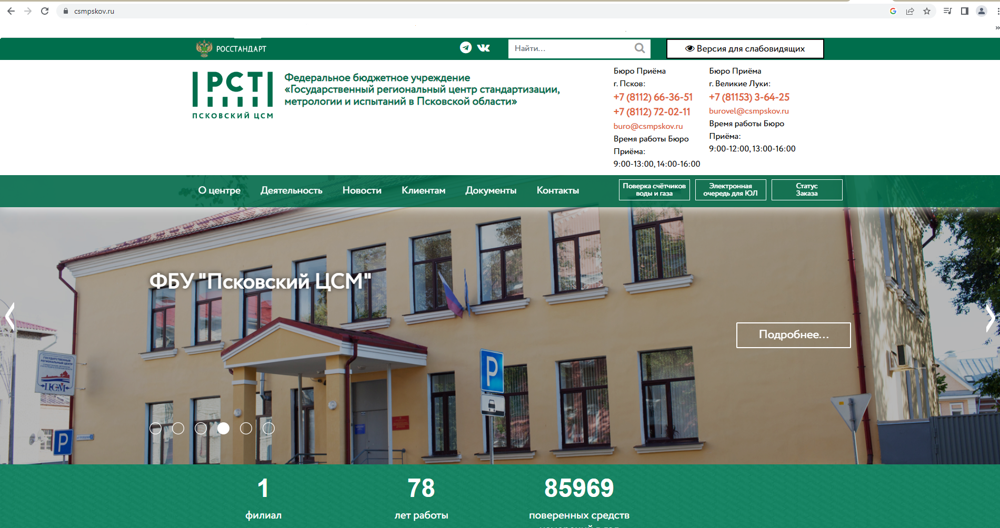 csmpskov.ru
РОССТАНДАРТ
Найти...
Версия для слабовидящих
РСТ
ПСКОВСКИЙ ЦСМ
Федеральное бюджетное учреждение
«Государственный региональный центр стандартизации,
метрологии и испытаний в Псковской области»
Бюро Приёма
г. Псков:
+7 (8112) 66-36-51
+7 (8112) 72-02-11
buro@csmpskov.ru
Время работы Бюро
Приёма:
9:00-13:00, 14:00-16:00
Бюро Приёма
г. Великие Луки:
+7 (81153) 3-64-25
burovel@csmpskov.ru
Время работы Бюро
Приёма:
9:00-12:00, 13:00-16:00
О центре
Деятельность
Новости
Клиентам
Документы
Контакты
Поверка счётчиков
воды и газа
Электронная
очередь для ЮЛ
Статус
Заказа
ФБУ "Псковский ЦСМ"
Подробнее...
ГОСУДАРСТВЕННЫЙ
РЕГИОНАЛЬНЫЙ ЦЕНТР
ЦСМ
P
P
1
филиал
78
лет работы
85969
поверенных средств
измерений в год